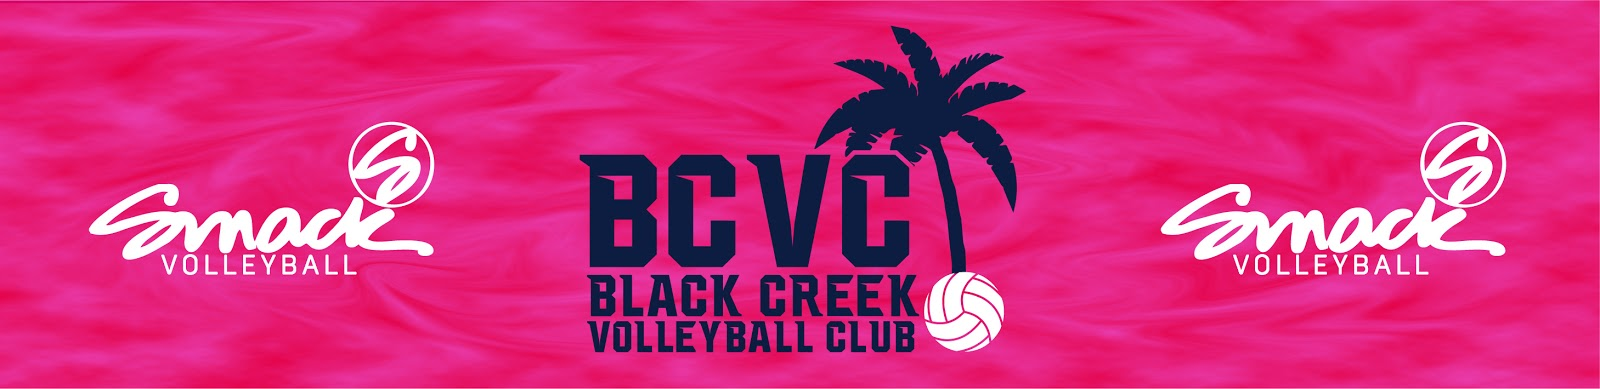 S
Smack
VOLLEYBALL
BCVC
BLACK CREEK
VOLLEYBALL CLUB
S
Smack
VOLLEYBALL